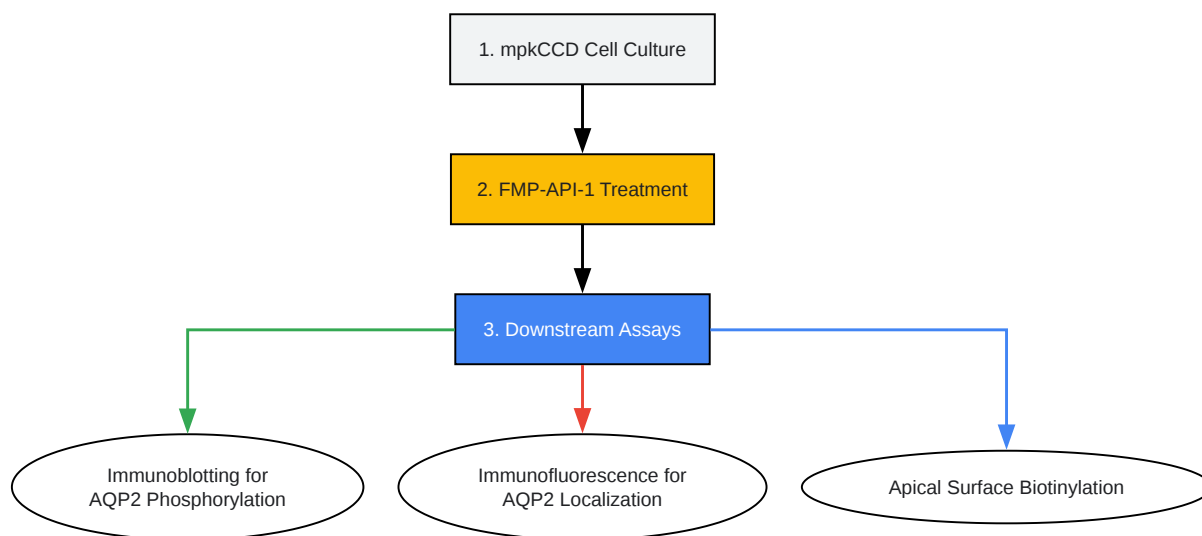 1. mpkCCD Cell Culture
2. FMP-API-1 Treatment
3. Downstream Assays
Immunoblotting for
AQP2 Phosphorylation
Immunofluorescence for
AQP2 Localization
Apical Surface Biotinylation